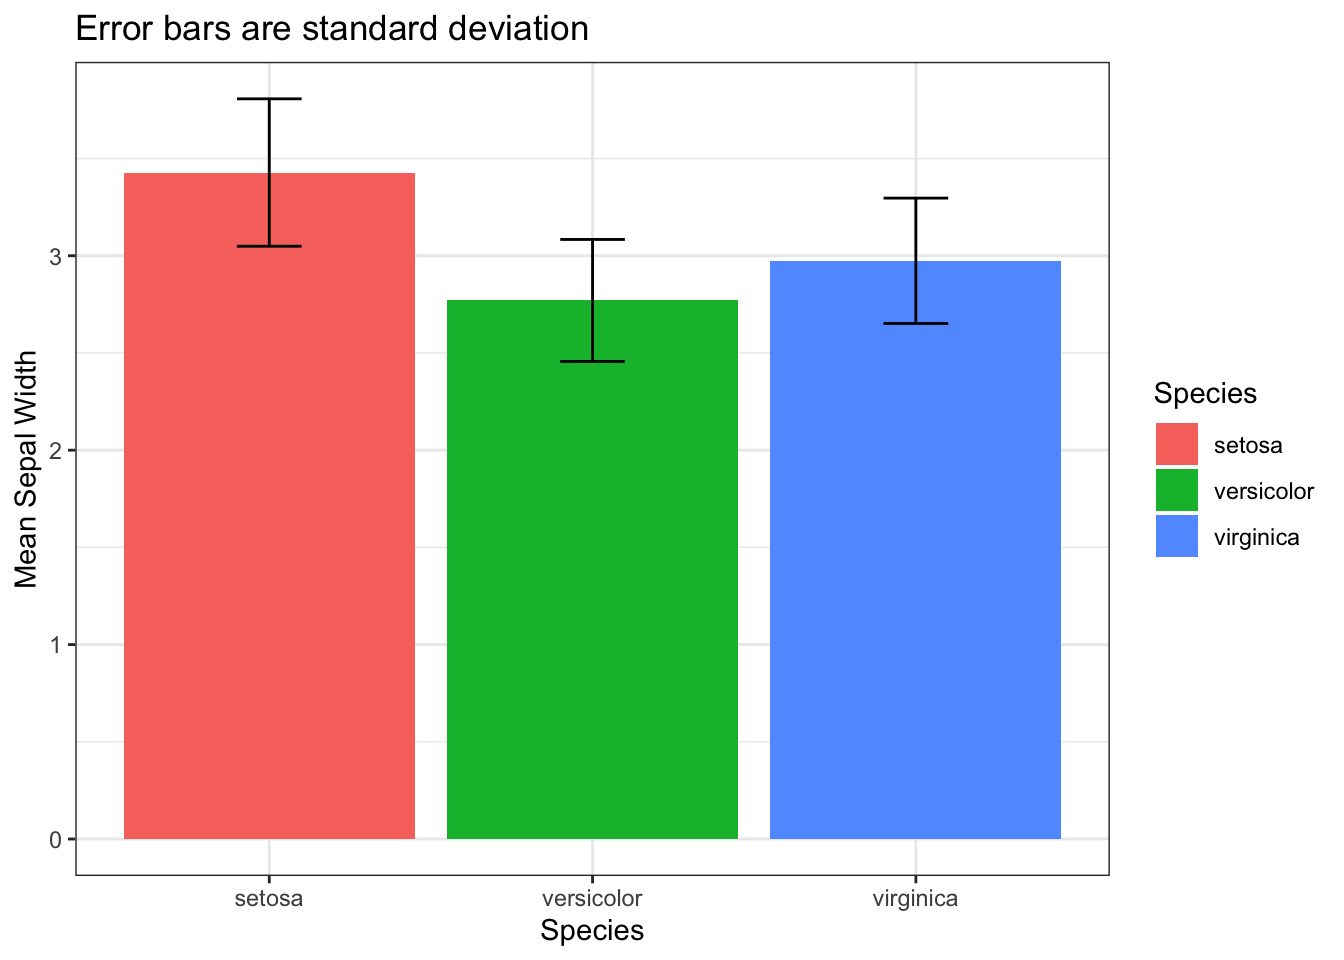 Error bars are standard deviation
Mean Sepal Width
3
2
1
0
setosa
versicolor
virginica
Species
Species
setosa
versicolor
virginica